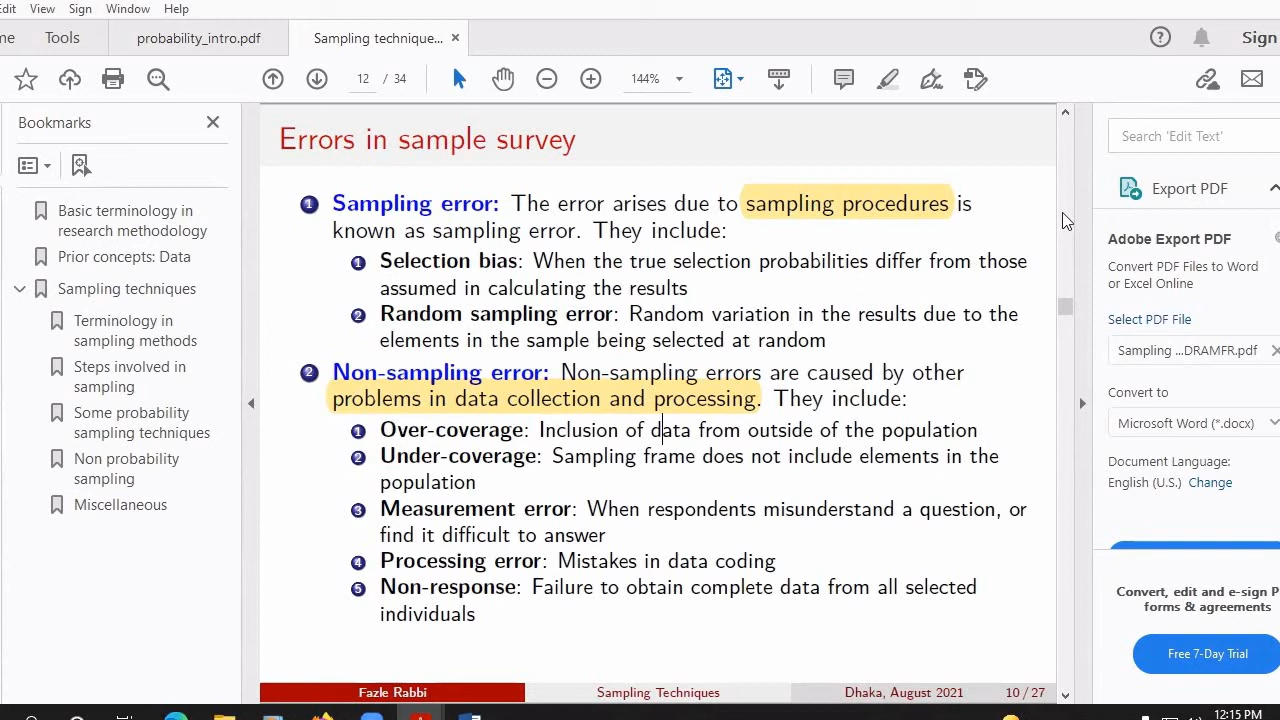 Edit View Sign Window Help
me Tools probability_intro.pdf Sampling technique... × Sign
12 / 34 144%
Bookmarks
Basic terminology in
research methodology
Prior concepts: Data
Sampling techniques
Terminology in
sampling methods
Steps involved in
sampling
Some probability
sampling techniques
Non probability
sampling
Miscellaneous
Errors in sample survey
1 Sampling error: The error arises due to sampling procedures is
known as sampling error. They include:
1 Selection bias: When the true selection probabilities differ from those
assumed in calculating the results
2 Random sampling error: Random variation in the results due to the
elements in the sample being selected at random
2 Non-sampling error: Non-sampling errors are caused by other
problems in data collection and processing. They include:
1 Over-coverage: Inclusion of data from outside of the population
2 Under-coverage: Sampling frame does not include elements in the
population
3 Measurement error: When respondents misunderstand a question, or
find it difficult to answer
4 Processing error: Mistakes in data coding
5 Non-response: Failure to obtain complete data from all selected
individuals
Fazle Rabbi Sampling Techniques Dhaka, August 2021 10 / 27
Search 'Edit Text'
Export PDF
Adobe Export PDF
Convert PDF Files to Word
or Excel Online
Select PDF File
Sampling ...DRAMFR.pdf
Convert to
Microsoft Word (*.docx)
Document Language:
English (U.S.) Change
Convert, edit and e-sign P
forms & agreements
Free 7-Day Trial
12:15 PM